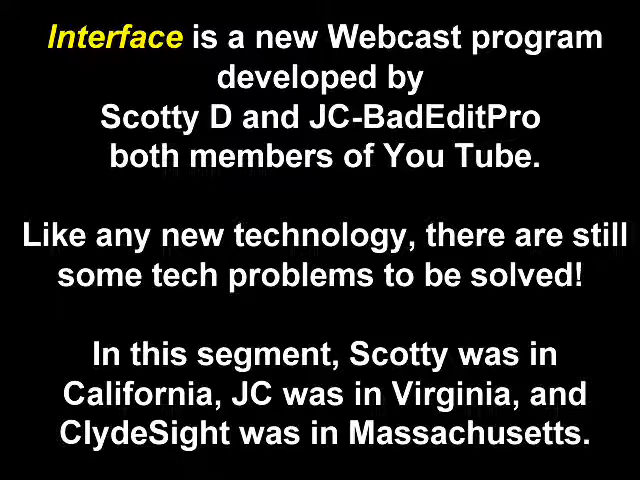 Interface is a new Webcast program
developed by
Scotty D and JC-BadEditPro
both members of You Tube.
Like any new technology, there are still
some tech problems to be solved!
In this segment, Scotty was in
California, JC was in Virginia, and
ClydeSight was in Massachusetts.